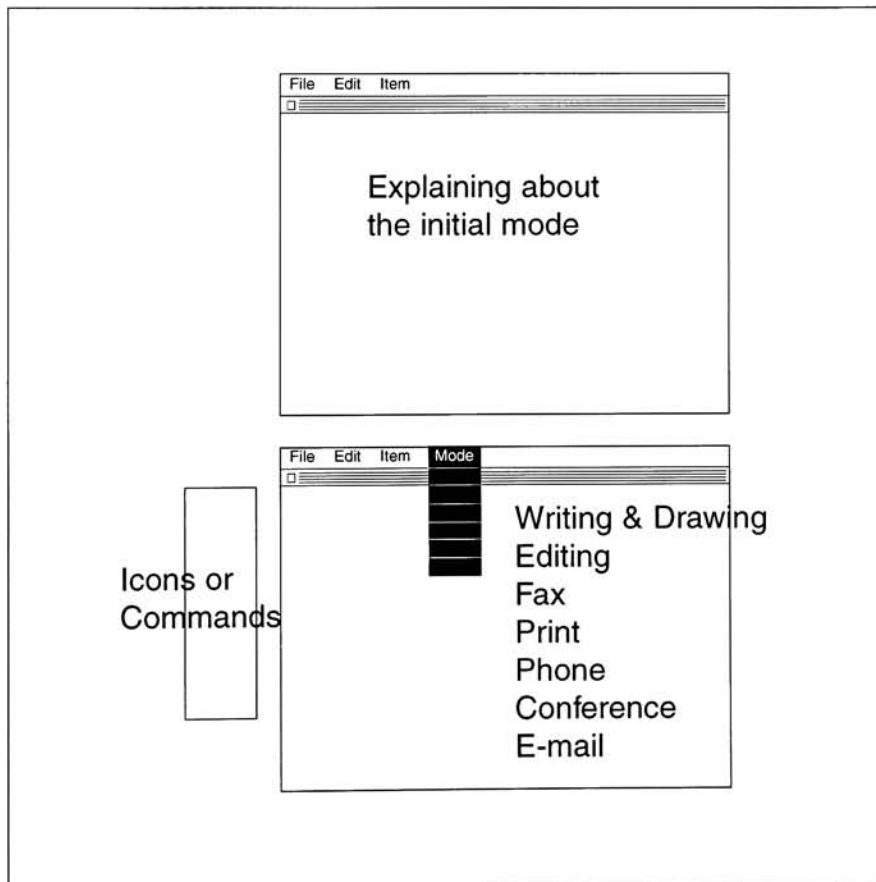 File Edit Item
Explaining about
the initial mode
File Edit Item Mode
Icons or
Commands
Writing & Drawing
Editing
Fax
Print
Phone
Conference
E-mail